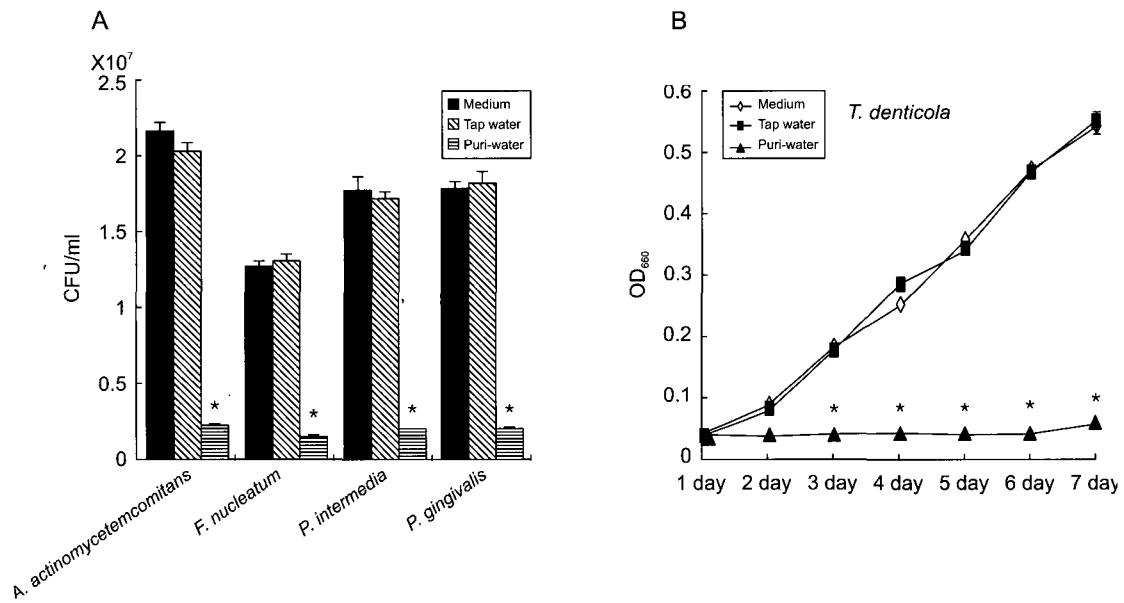 A
X10⁷
2.5
2
1.5
1
0.5
0
CFU/ml
Medium
Tap water
Puri-water
* * * *
A. actinomycetemcomitans
F. nucleatum
P. intermedia
P. gingivalis
B
0.6
0.5
0.4
0.3
0.2
0.1
0
OD₆₆₀
Medium
Tap water
Puri-water
T. denticola
* * * * *
1 day 2 day 3 day 4 day 5 day 6 day 7 day